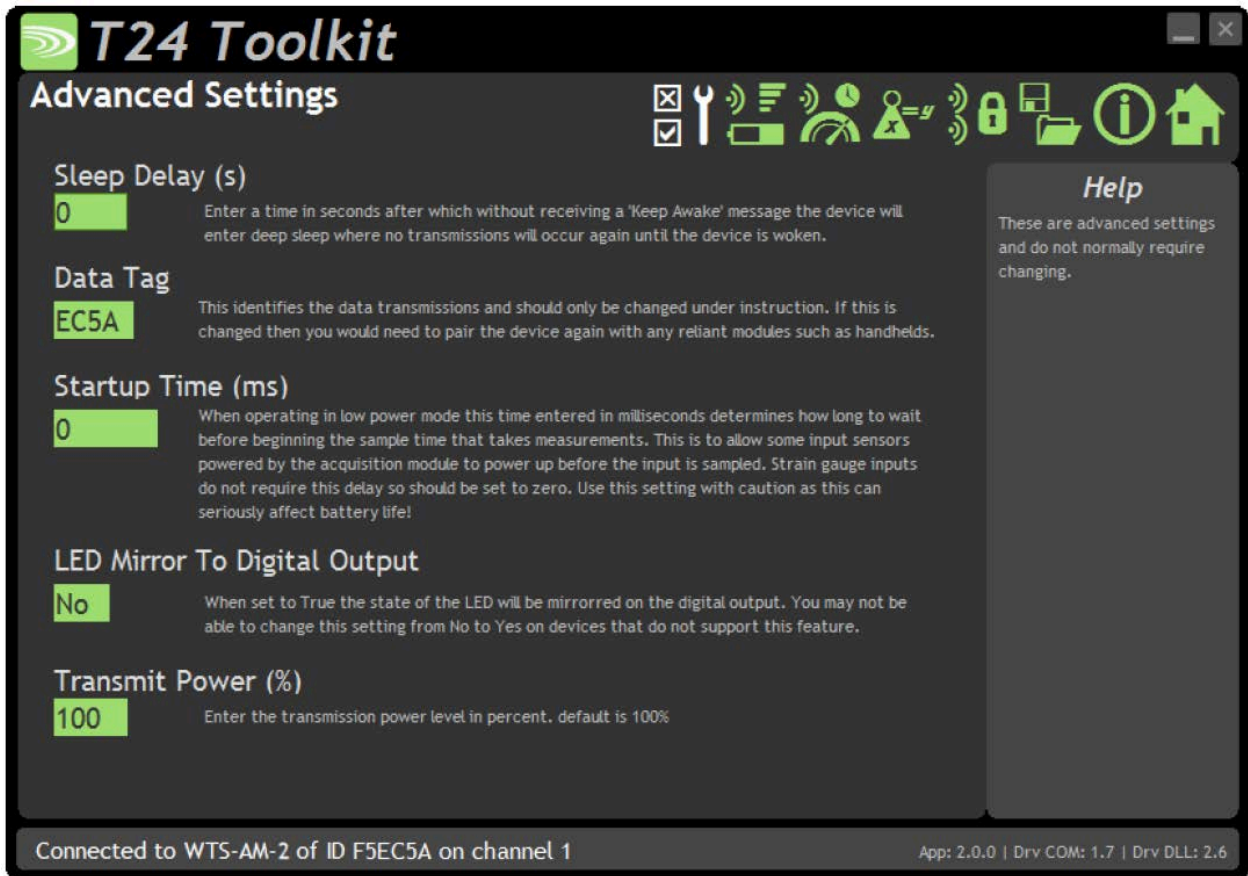 T24 Toolkit
Advanced Settings
x=y
Sleep Delay (s)
0
Enter a time in seconds after which without receiving a 'Keep Awake' message the device will
enter deep sleep where no transmissions will occur again until the device is woken.
Data Tag
EC5A
This identifies the data transmissions and should only be changed under instruction. If this is
changed then you would need to pair the device again with any reliant modules such as handhelds.
Startup Time (ms)
0
When operating in low power mode this time entered in milliseconds determines how long to wait
before beginning the sample time that takes measurements. This is to allow some input sensors
powered by the acquisition module to power up before the input is sampled. Strain gauge inputs
do not require this delay so should be set to zero. Use this setting with caution as this can
seriously affect battery life!
LED Mirror To Digital Output
No
When set to True the state of the LED will be mirrorred on the digital output. You may not be
able to change this setting from No to Yes on devices that do not support this feature.
Transmit Power (%)
100
Enter the transmission power level in percent. default is 100%
Help
These are advanced settings
and do not normally require
changing.
Connected to WTS-AM-2 of ID F5EC5A on channel 1
App: 2.0.0 | Drv COM: 1.7 | Drv DLL: 2.6